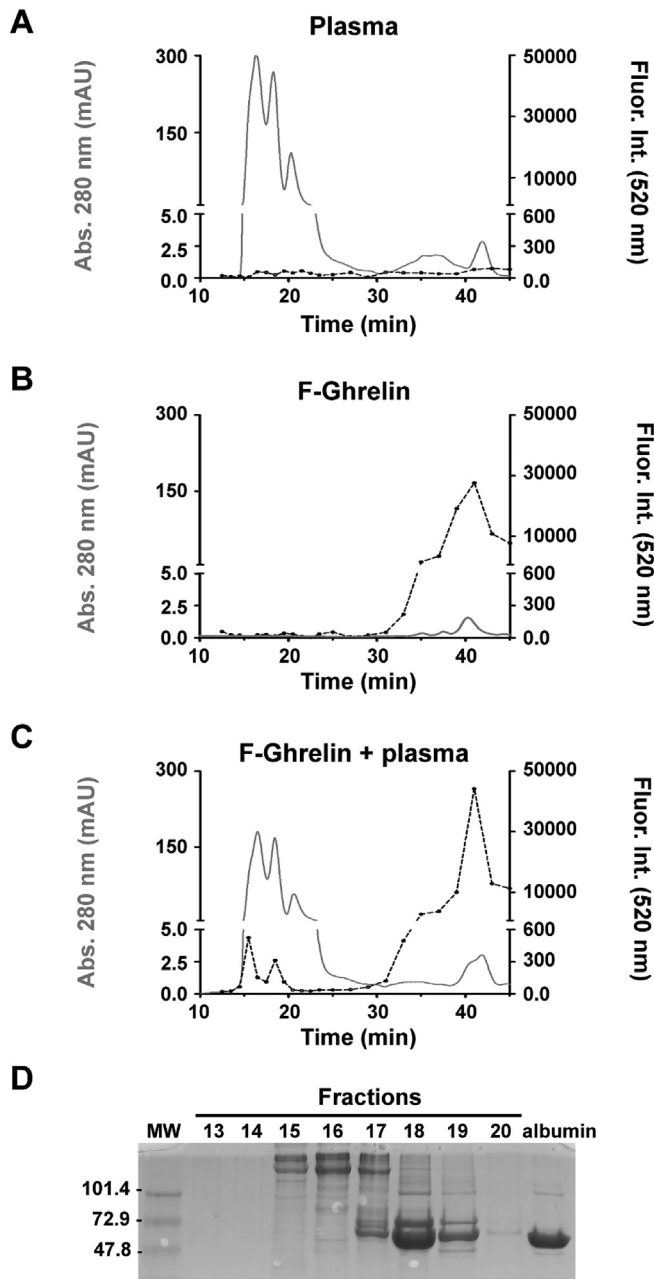 A
Plasma
Abs. 280 nm (mAU)
300
150
5.0
2.5
0.0
50000
30000
10000
600
300
0.0
Fluor. Int. (520 nm)
10 20 30 40
Time (min)
B
F-Ghrelin
Abs. 280 nm (mAU)
300
150
5.0
2.5
0.0
50000
30000
10000
600
300
0.0
Fluor. Int. (520 nm)
10 20 30 40
Time (min)
C
F-Ghrelin + plasma
Abs. 280 nm (mAU)
300
150
5.0
2.5
0.0
50000
30000
10000
600
300
0.0
Fluor. Int. (520 nm)
10 20 30 40
Time (min)
D
Fractions
MW 13 14 15 16 17 18 19 20 albumin
101.4
72.9
47.8